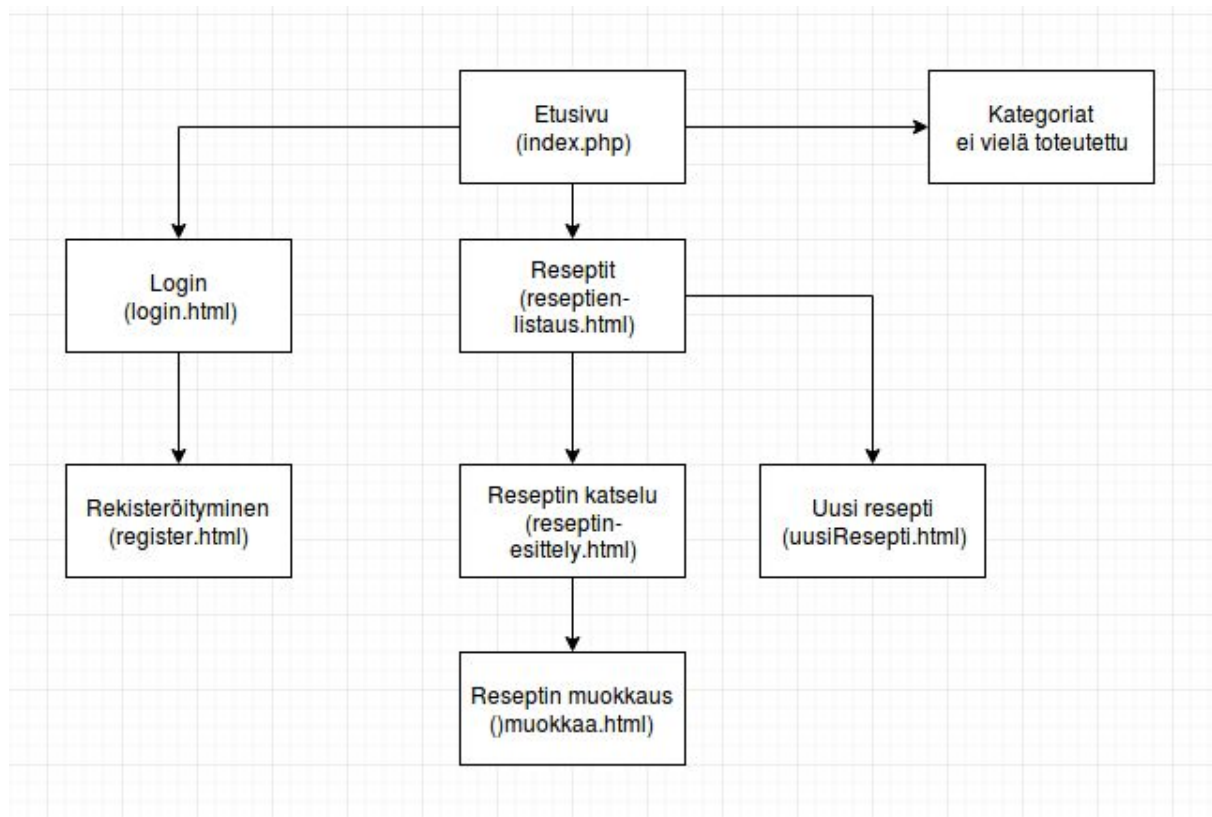 Etusivu
(index.php)
Kategoriat
ei vielä toteutettu
Login
(login.html)
Reseptit
(reseptien-
listaus.html)
Rekisteröityminen
(register.html)
Reseptin katselu
(reseptin-
esittely.html)
Uusi resepti
(uusiResepti.html)
Reseptin muokkaus
()muokkaa.html)